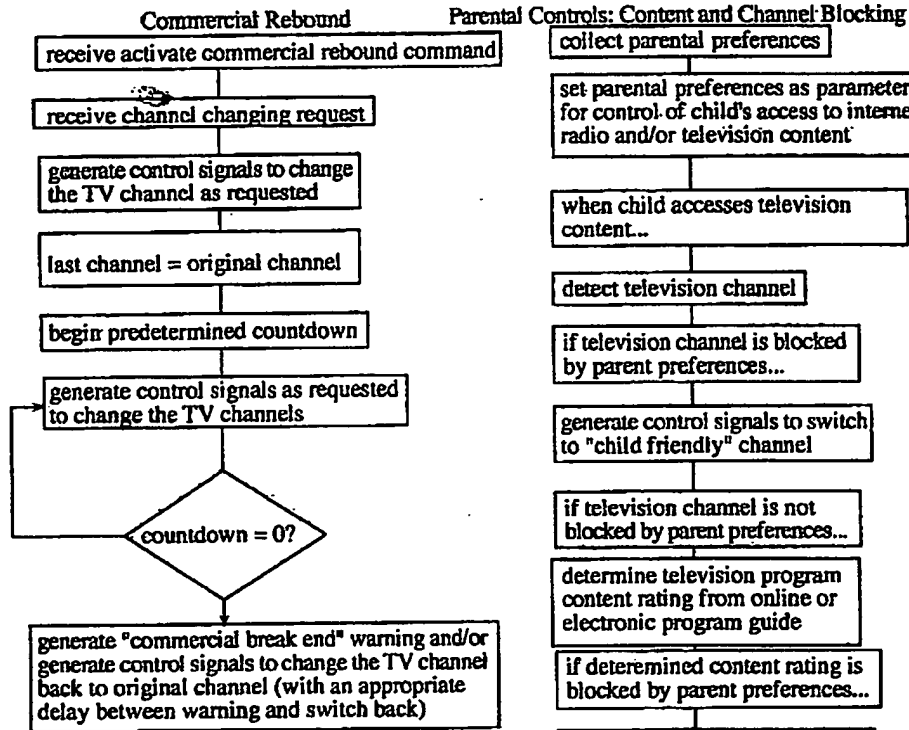 Commercial Rebound
receive activate commercial rebound command
receive channel changing request
generate control signals to change
the TV channel as requested
last channel = original channel
begin predetermined countdown
generate control signals as requested
to change the TV channels
countdown = 0?
generate "commercial break end" warning and/or
generate control signals to change the TV channel
back to original channel (with an appropriate
delay between warning and switch back)
Parental Controls: Content and Channel Blocking
collect parental preferences
set parental preferences as parameter
for control of child's access to interne
radio and/or television content
when child accesses television
content...
detect television channel
if television channel is blocked
by parent preferences...
generate control signals to switch
to "child friendly" channel
if television channel is not
blocked by parent preferences...
determine television program
content rating from online or
electronic program guide
if deteremined content rating is
blocked by parent preferences...